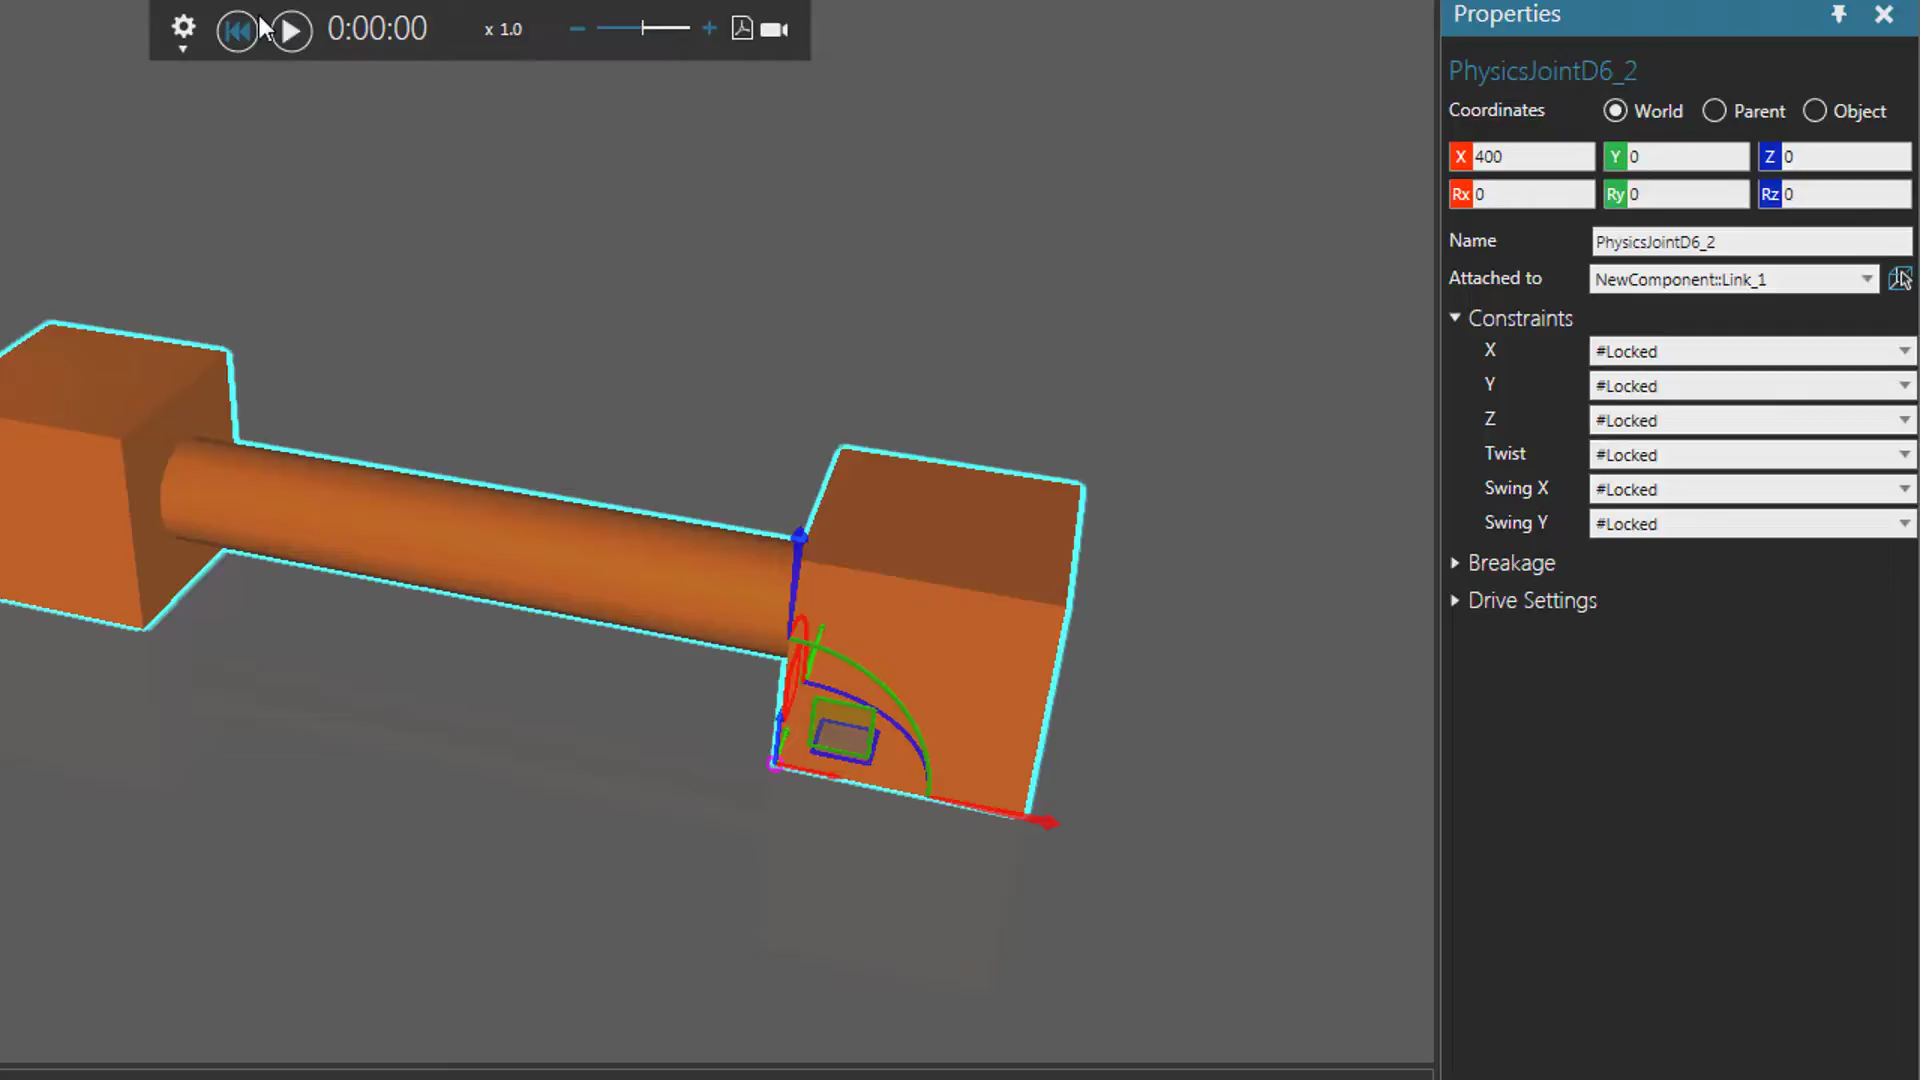 0:00:00
x 1.0
Properties
PhysicsJointD6_2
Coordinates World Parent Object
X 400 Y 0 Z 0
Rx 0 Ry 0 Rz 0
Name PhysicsJointD6_2
Attached to NewComponent::Link_1
Constraints
X #Locked
Y #Locked
Z #Locked
Twist #Locked
Swing X #Locked
Swing Y #Locked
Breakage
Drive Settings